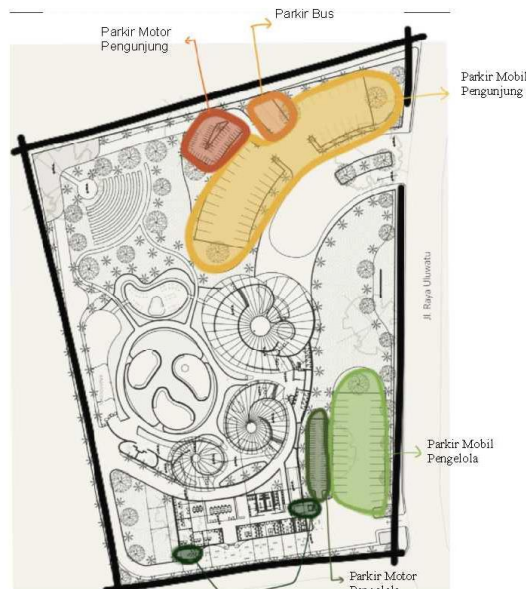 Parkir Bus
Parkir Motor
Pengunjung
Parkir Mobil
Pengunjung
Jl. Raya Uluwatu
Parkir Mobil
Pengelola
Parkir Motor